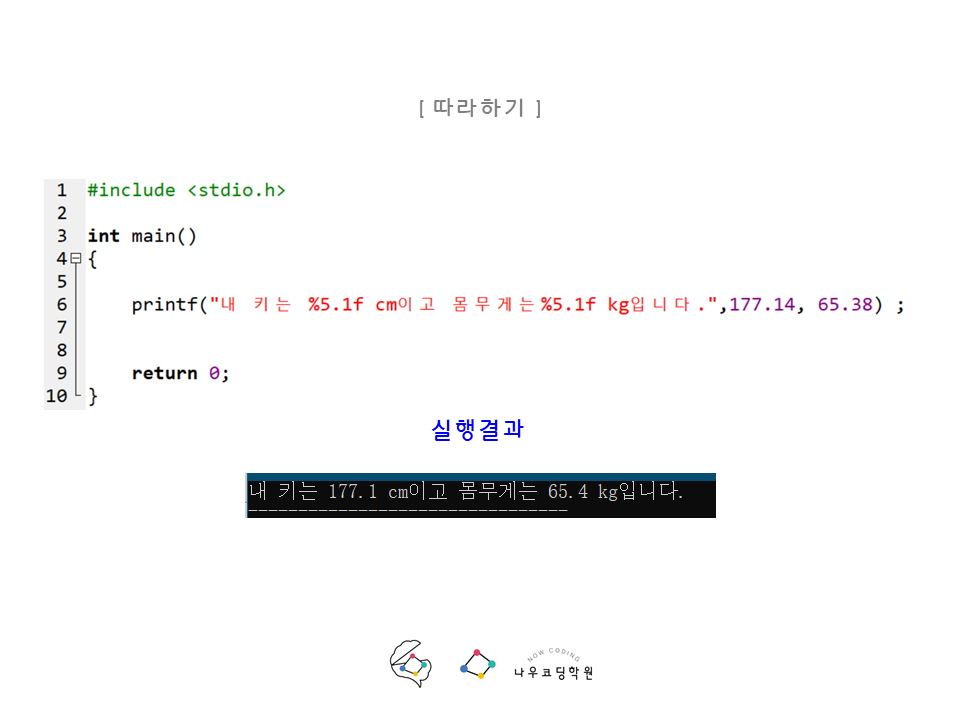 [ 따라하기 ]
1 #include <stdio.h>
2
3 int main()
4 {
5
6 printf("내 키는 %5.1f cm이고 몸무게는%5.1f kg입니다.",177.14, 65.38) ;
7
8
9 return 0;
10 }
실행결과
내 키는 177.1 cm이고 몸무게는 65.4 kg입니다.
--------------------------------
NOW CODING
나우코딩학원